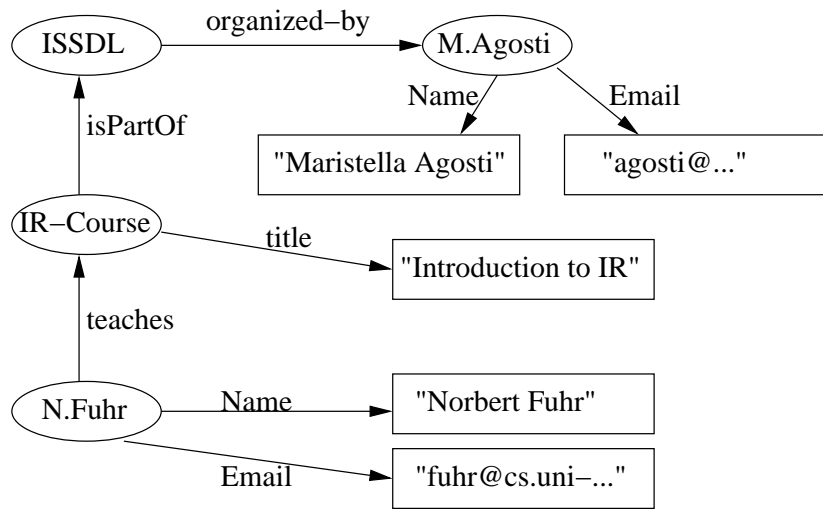 organized−by
ISSDL
M.Agosti
Name
Email
isPartOf
"Maristella Agosti"
"agosti@..."
IR−Course
title
"Introduction to IR"
teaches
N.Fuhr
Name
"Norbert Fuhr"
Email
"fuhr@cs.uni−..."